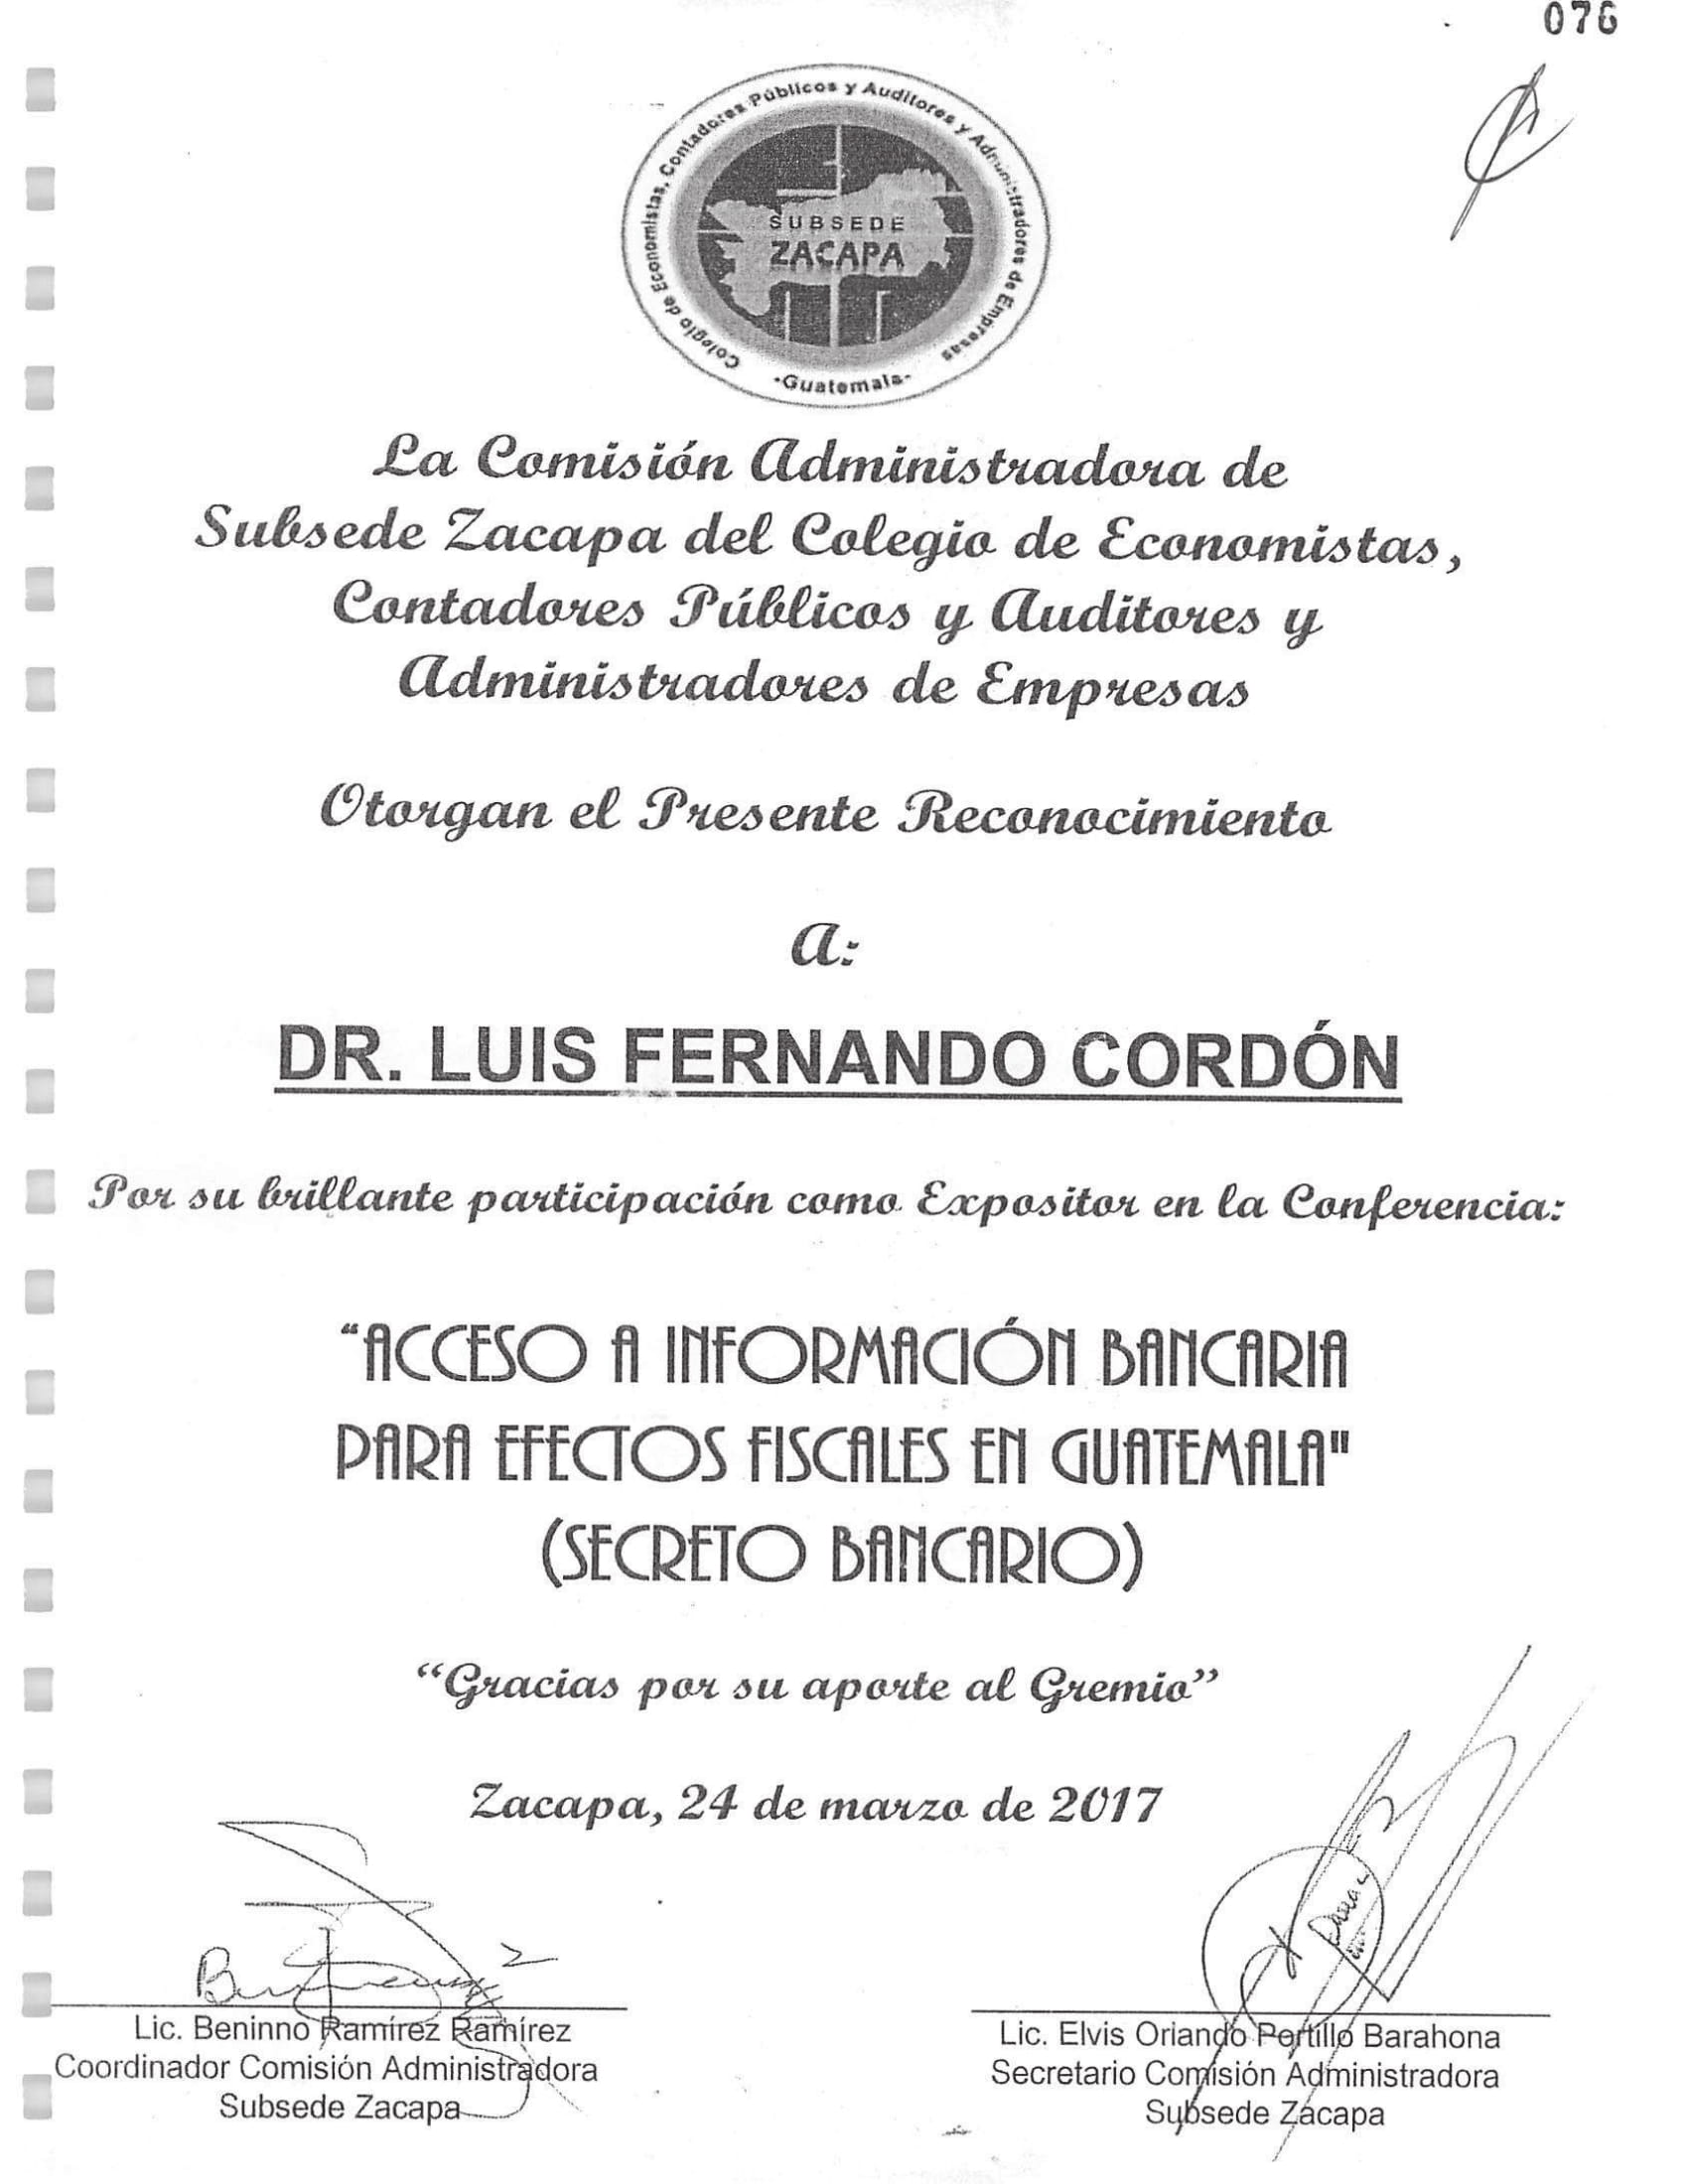 076
Colegio de Economistas, Contadores Públicos y Auditores y Administradores de Empresas
SUBSEDE
ZACAPA
-Guatemala-
La Comisión Administradora de
Subsede Zacapa del Colegio de Economistas,
Contadores Públicos y Auditores y
Administradores de Empresas
Otorgan el Presente Reconocimiento
A:
DR. LUIS FERNANDO CORDÓN
Por su brillante participación como Expositor en la Conferencia:
“ACCESO A INFORMACIÓN BANCARIA
PARA EFECTOS FISCALES EN GUATEMALA"
(SECRETO BANCARIO)
“Gracias por su aporte al Gremio”
Zacapa, 24 de marzo de 2017
Lic. Beninno Ramírez Ramírez
Coordinador Comisión Administradora
Subsede Zacapa
Lic. Elvis Orlando Portillo Barahona
Secretario Comisión Administradora
Subsede Zacapa